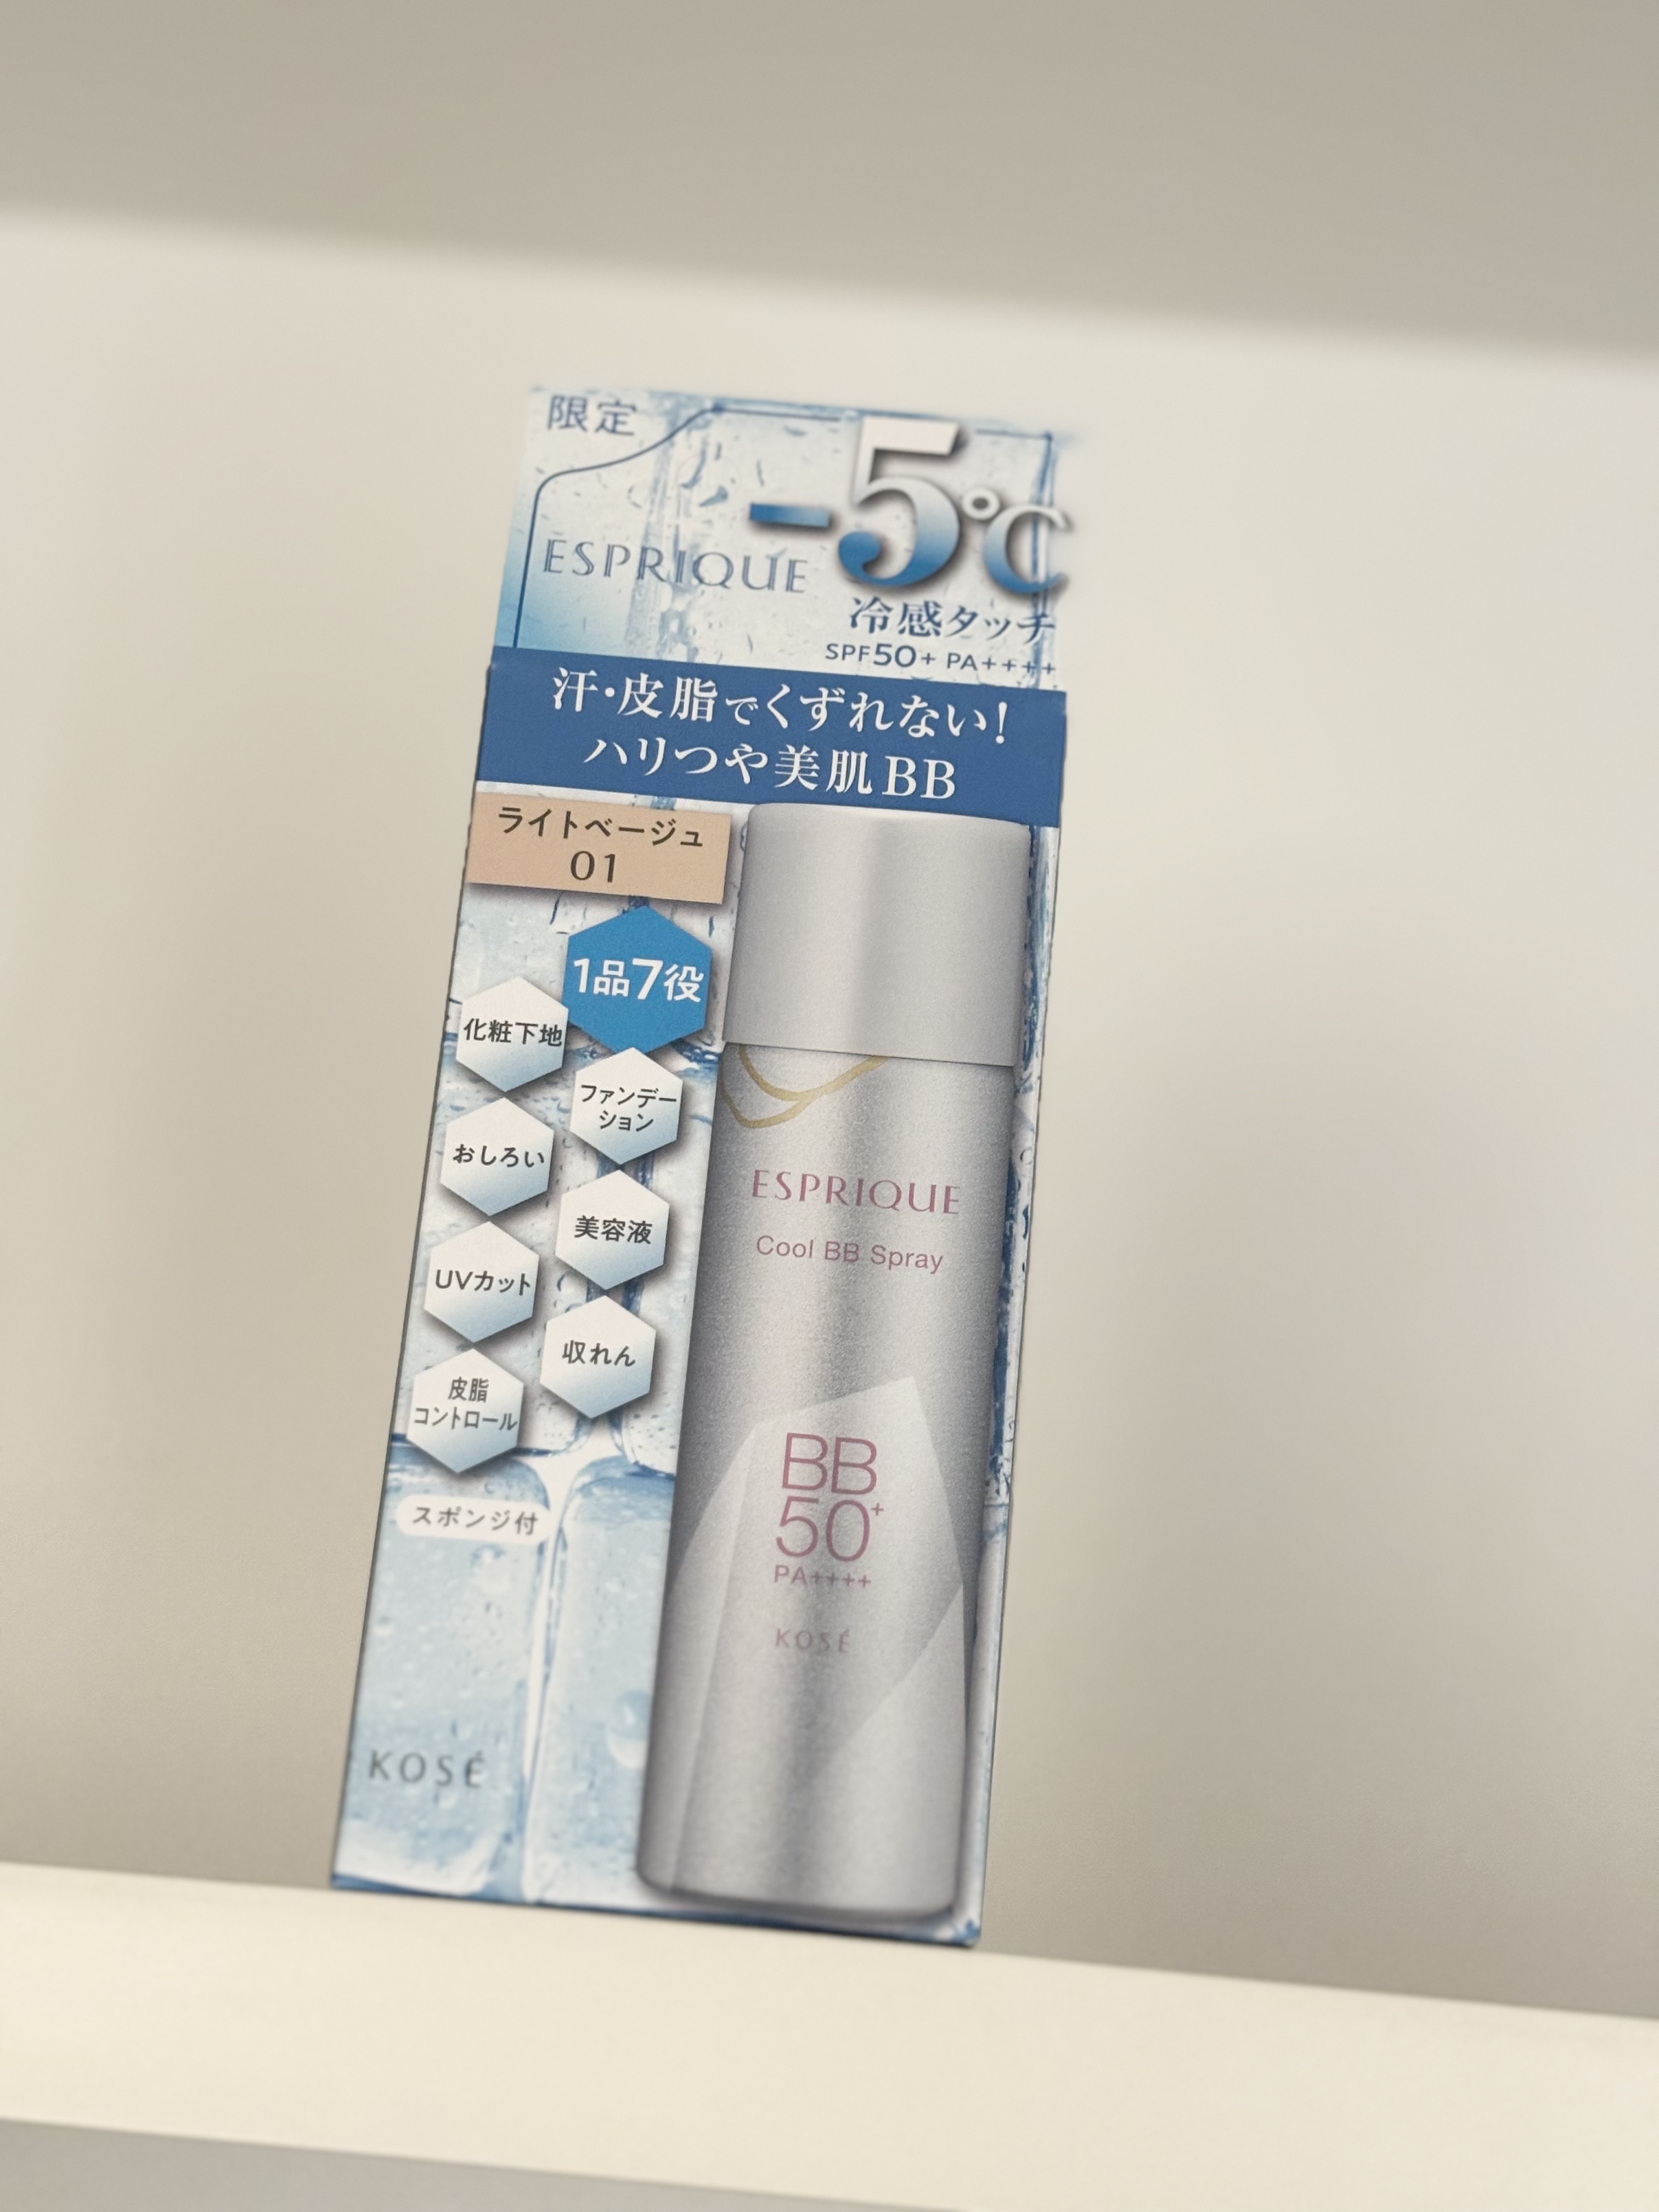 限定
-5℃
ESPRIQUE
冷感タッチ
SPF50+ PA++++
汗・皮脂でくずれない!
ハリつや美肌BB
ライトベージュ
01
1品7役
化粧下地
ファンデー
ション
おしろい
美容液
UVカット
収れん
皮脂
コントロール
スポンジ付
KOSÉ
ESPRIQUE
Cool BB Spray
BB
50+
PA++++
KOSÉ